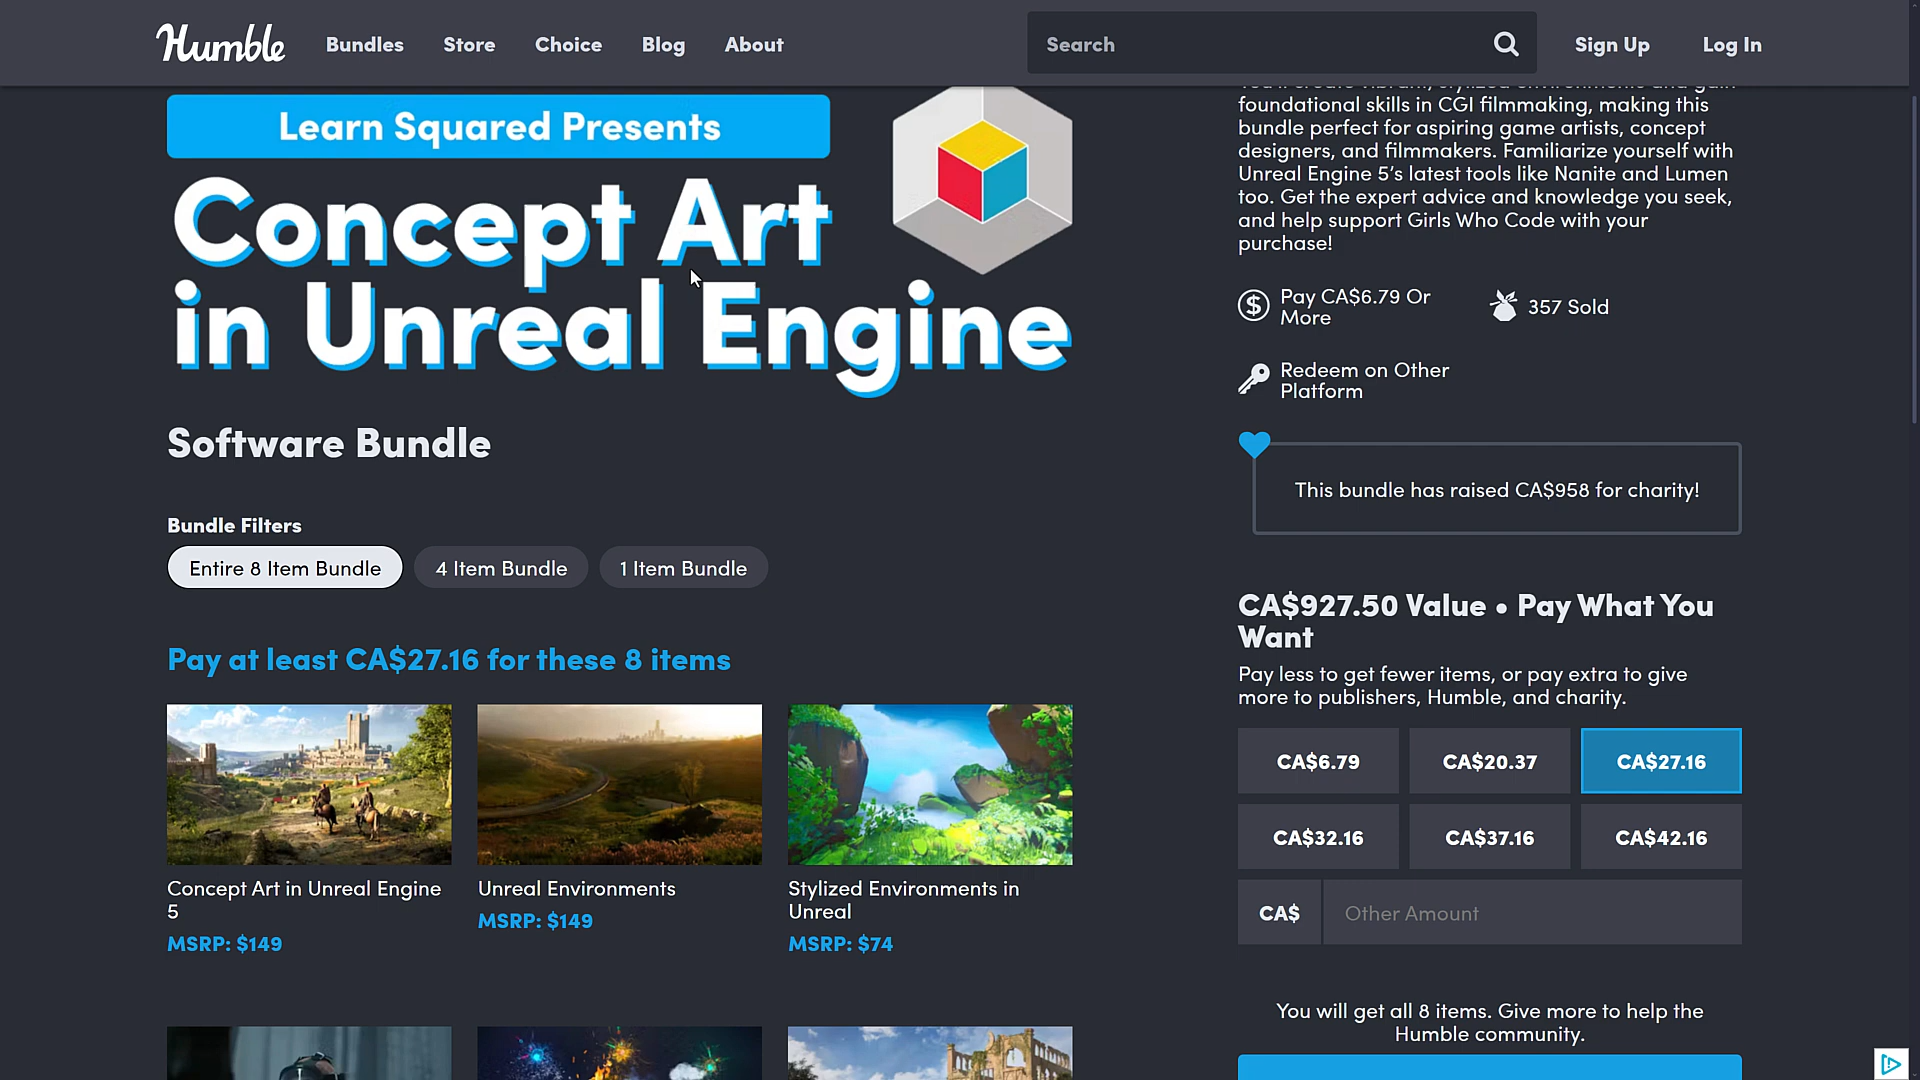 Humble
Bundles
Store
Choice
Blog
About
Search
Sign Up
Log In
Learn Squared Presents
Concept Art
in Unreal Engine
Software Bundle
Bundle Filters
Entire 8 Item Bundle
4 Item Bundle
1 Item Bundle
Pay at least CA$27.16 for these 8 items
Concept Art in Unreal Engine
5
MSRP: $149
Unreal Environments
MSRP: $149
Stylized Environments in
Unreal
MSRP: $74
foundational skills in CGI filmmaking, making this
bundle perfect for aspiring game artists, concept
designers, and filmmakers. Familiarize yourself with
Unreal Engine 5's latest tools like Nanite and Lumen
too. Get the expert advice and knowledge you seek,
and help support Girls Who Code with your
purchase!
Pay CA$6.79 Or
More
357 Sold
Redeem on Other
Platform
This bundle has raised CA$958 for charity!
CA$927.50 Value • Pay What You
Want
Pay less to get fewer items, or pay extra to give
more to publishers, Humble, and charity.
CA$6.79
CA$20.37
CA$27.16
CA$32.16
CA$37.16
CA$42.16
CA$
Other Amount
You will get all 8 items. Give more to help the
Humble community.